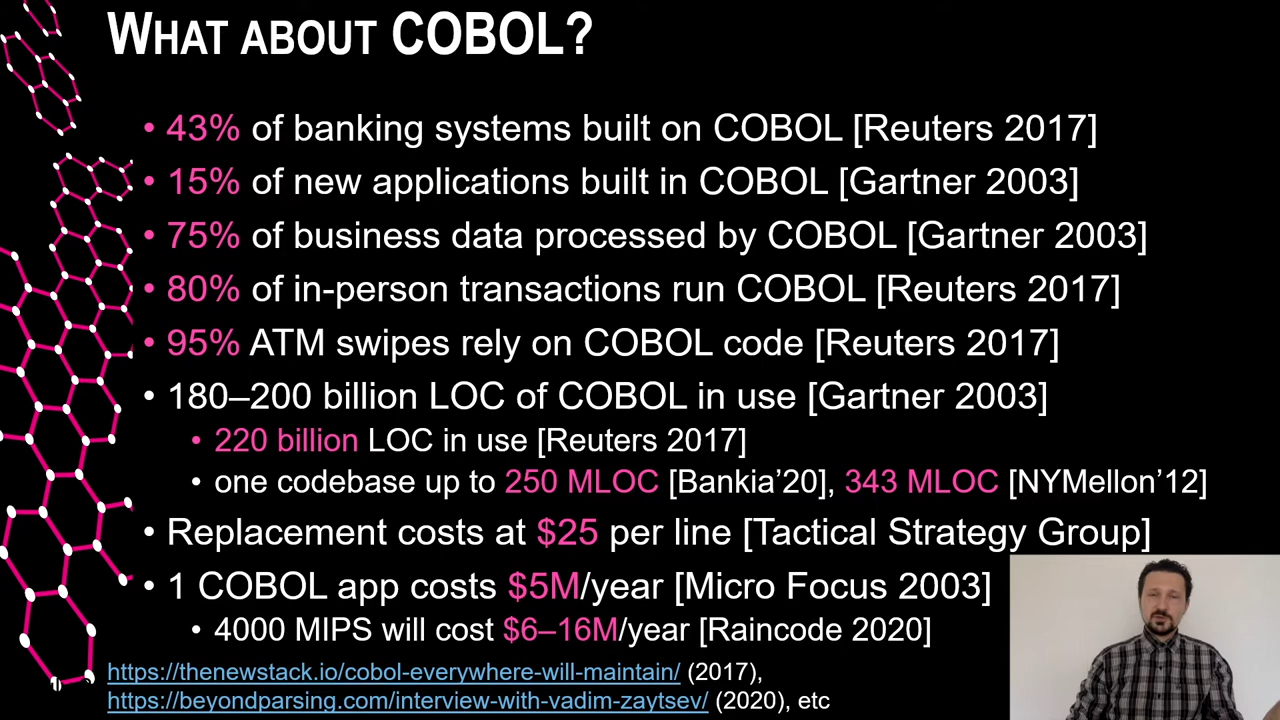 WHAT ABOUT COBOL?
• 43% of banking systems built on COBOL [Reuters 2017]
• 15% of new applications built in COBOL [Gartner 2003]
• 75% of business data processed by COBOL [Gartner 2003]
• 80% of in-person transactions run COBOL [Reuters 2017]
• 95% ATM swipes rely on COBOL code [Reuters 2017]
• 180–200 billion LOC of COBOL in use [Gartner 2003]
• 220 billion LOC in use [Reuters 2017]
• one codebase up to 250 MLOC [Bankia’20], 343 MLOC [NYMellon’12]
• Replacement costs at $25 per line [Tactical Strategy Group]
• 1 COBOL app costs $5M/year [Micro Focus 2003]
• 4000 MIPS will cost $6–16M/year [Raincode 2020]
https://thenewstack.io/cobol-everywhere-will-maintain/ (2017),
https://beyondparsing.com/interview-with-vadim-zaytsev/ (2020), etc